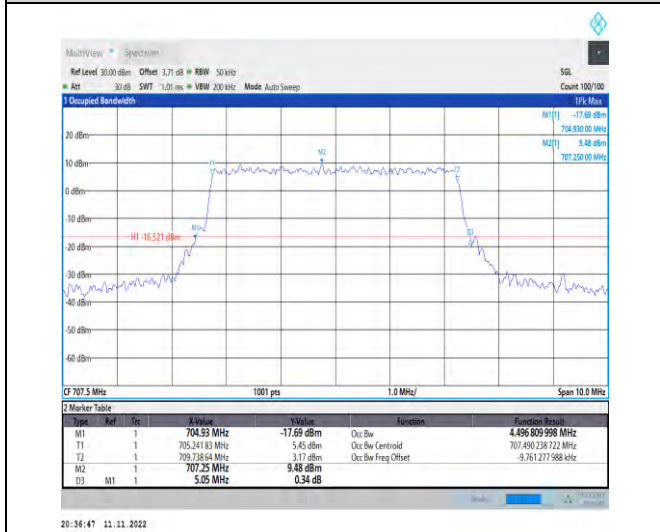 MultiView Spectrum
Ref Level 30.00 dBm Offset 3.71 dB RBW 50 kHz SGL
Att 30 dB SWT 1.01 ms VBW 200 kHz Mode Auto Sweep Count 100/100
1 Occupied Bandwidth 1Pk Max
M1[1] -17.69 dBm
704.930 00 MHz
M2[1] 9.48 dBm
707.250 00 MHz
20 dBm
10 dBm
0 dBm
-10 dBm
-20 dBm
-30 dBm
-40 dBm
-50 dBm
-60 dBm
M2
T1
T2
M1
D3
H1 -16.521 dBm
CF 707.5 MHz 1001 pts 1.0 MHz/ Span 10.0 MHz
2 Marker Table
Type Ref Trc X-Value Y-Value Function Function Result
M1 1 704.93 MHz -17.69 dBm Occ Bw 4.496 809 998 MHz
T1 1 705.241 83 MHz 5.45 dBm Occ Bw Centroid 707.490 238 722 MHz
T2 1 709.738 64 MHz 3.17 dBm Occ Bw Freq Offset -9.761 277 988 kHz
M2 1 707.25 MHz 9.48 dBm
D3 M1 1 5.05 MHz 0.34 dB
20:36:47 11.11.2022